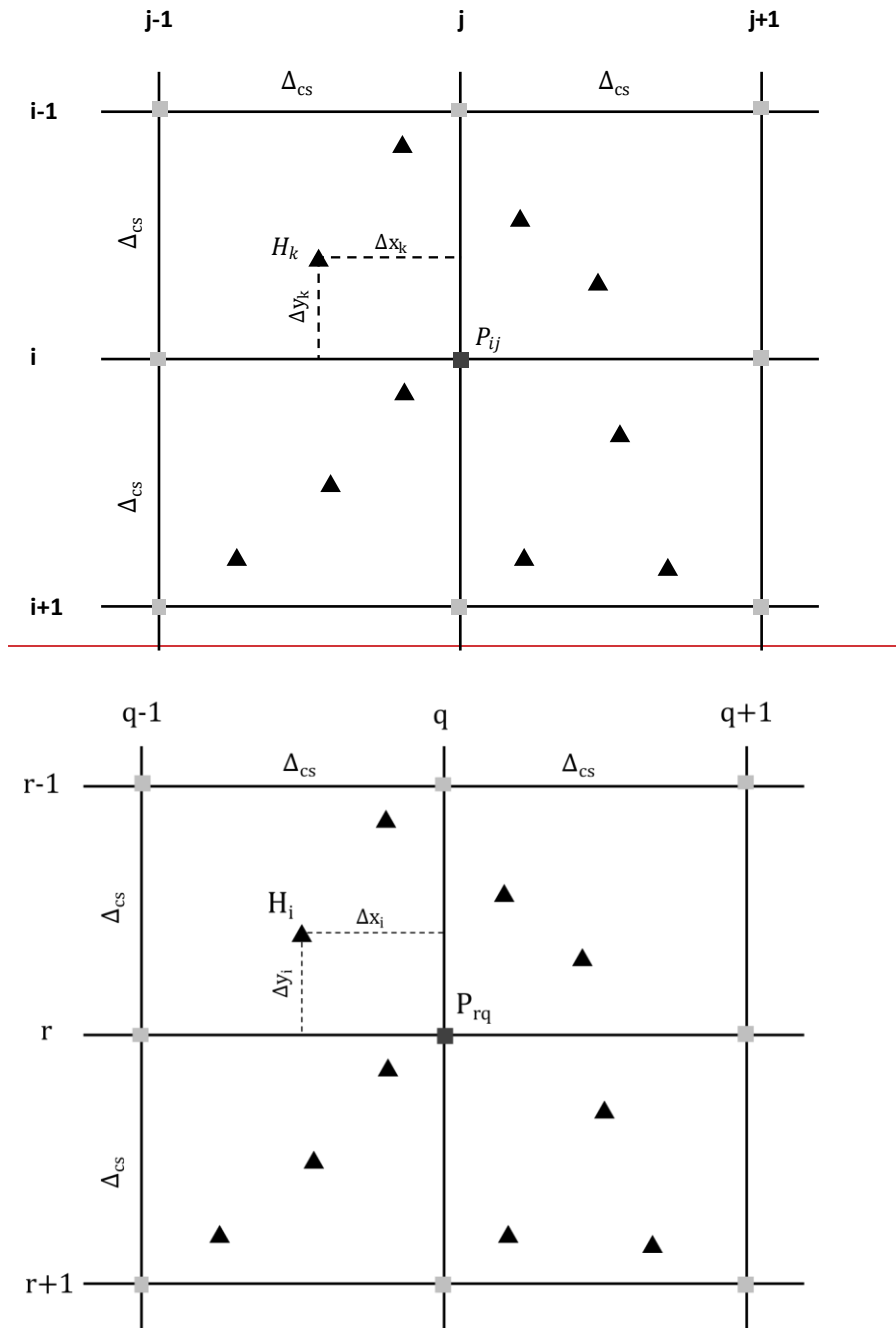 j-1 j j+1
Δcs Δcs
i-1
Δcs
Hk Δxk
Δyk
Pij
i
Δcs
i+1
q-1 q q+1
Δcs Δcs
r-1
Δcs
Hi Δxi
Δyi
Prq
r
Δcs
r+1